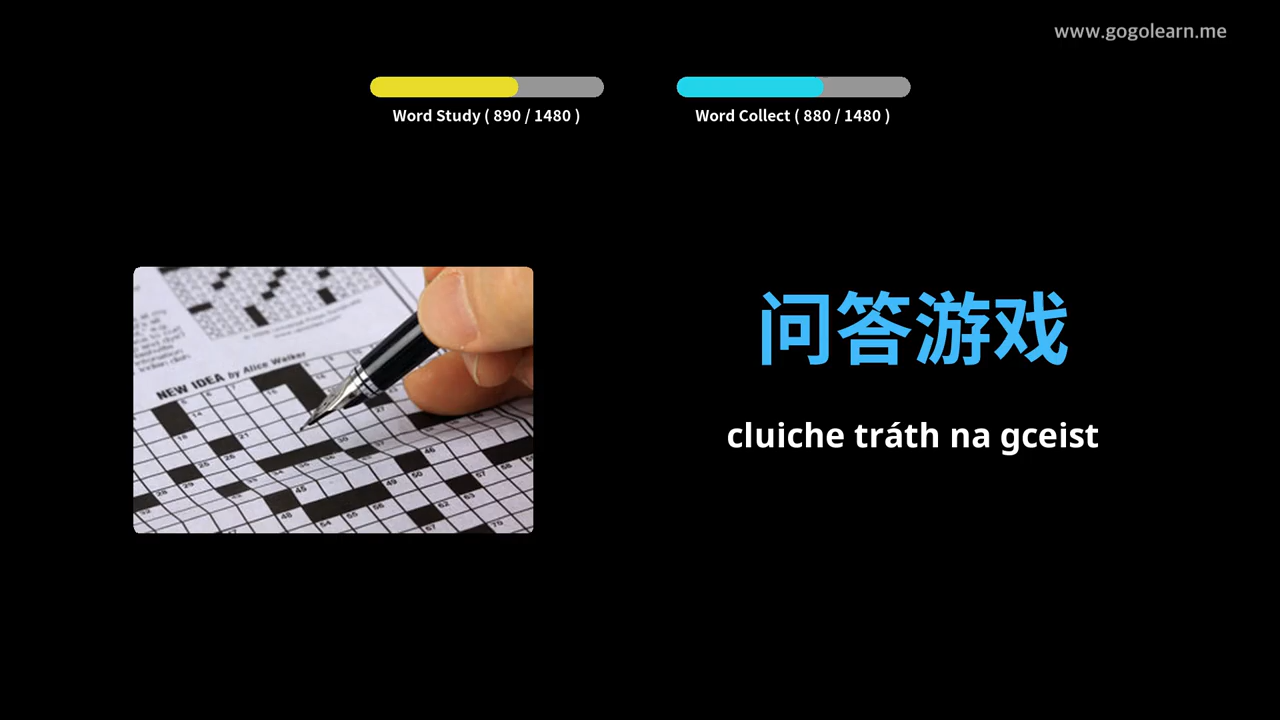 www.gogolearn.me
Word Study ( 890 / 1480 )
Word Collect ( 880 / 1480 )
NEW IDEA by Alice Walker
问答游戏
cluiche tráth na gceist